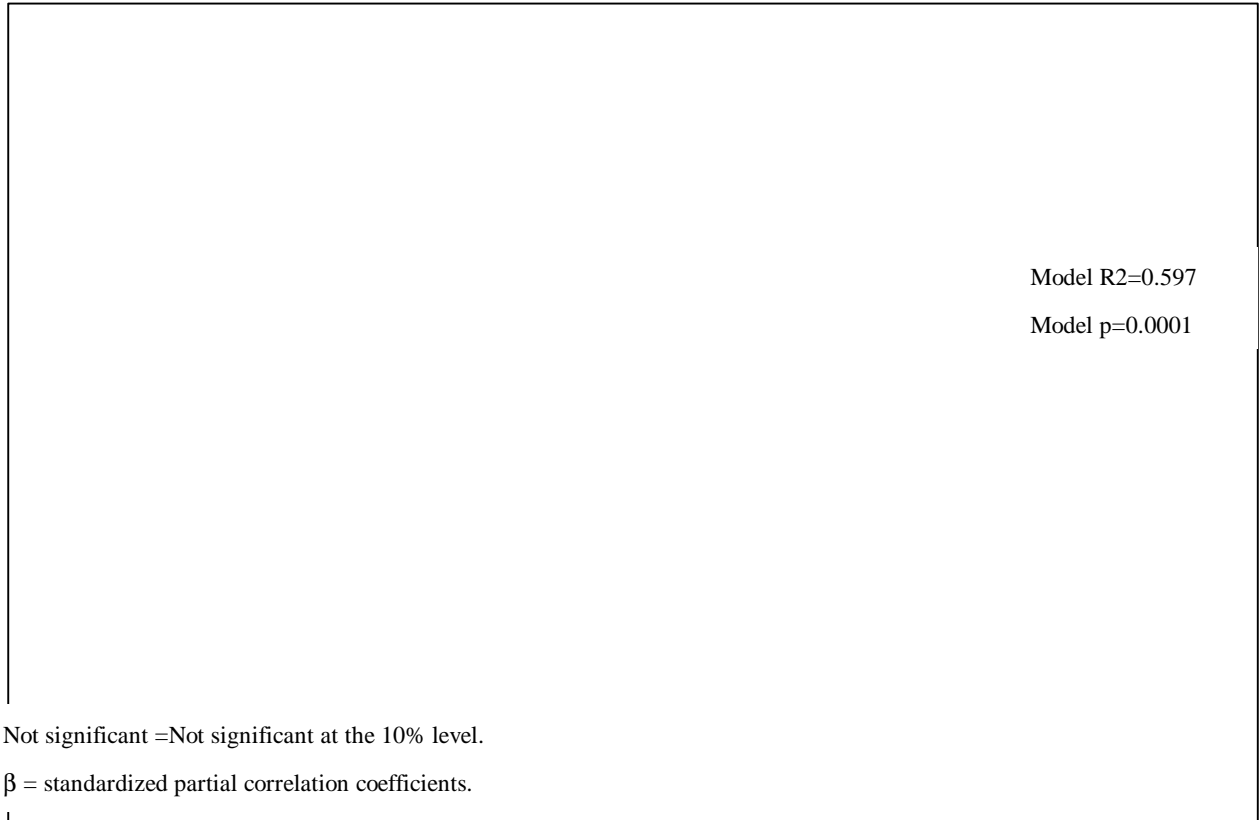 Model R2=0.597
Model p=0.0001
Not significant =Not significant at the 10% level.
β = standardized partial correlation coefficients.